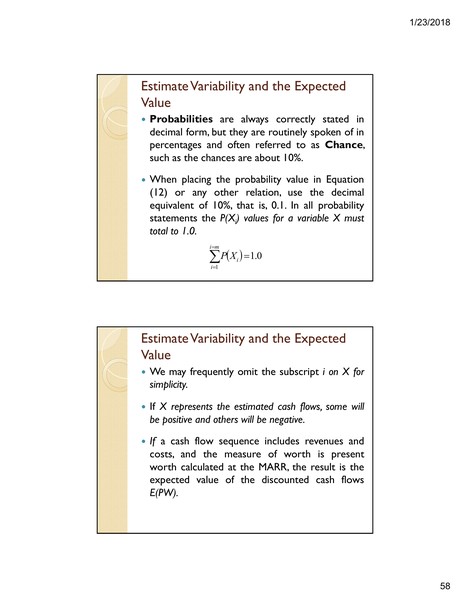 1/23/2018
Estimate Variability and the Expected
Value
• Probabilities are always correctly stated in
decimal form, but they are routinely spoken of in
percentages and often referred to as Chance,
such as the chances are about 10%.
• When placing the probability value in Equation
(12) or any other relation, use the decimal
equivalent of 10%, that is, 0.1. In all probability
statements the P(Xᵢ) values for a variable X must
total to 1.0.
i=m
∑P(Xᵢ)=1.0
i=1
Estimate Variability and the Expected
Value
• We may frequently omit the subscript i on X for
simplicity.
• If X represents the estimated cash flows, some will
be positive and others will be negative.
• If a cash flow sequence includes revenues and
costs, and the measure of worth is present
worth calculated at the MARR, the result is the
expected value of the discounted cash flows
E(PW).
58